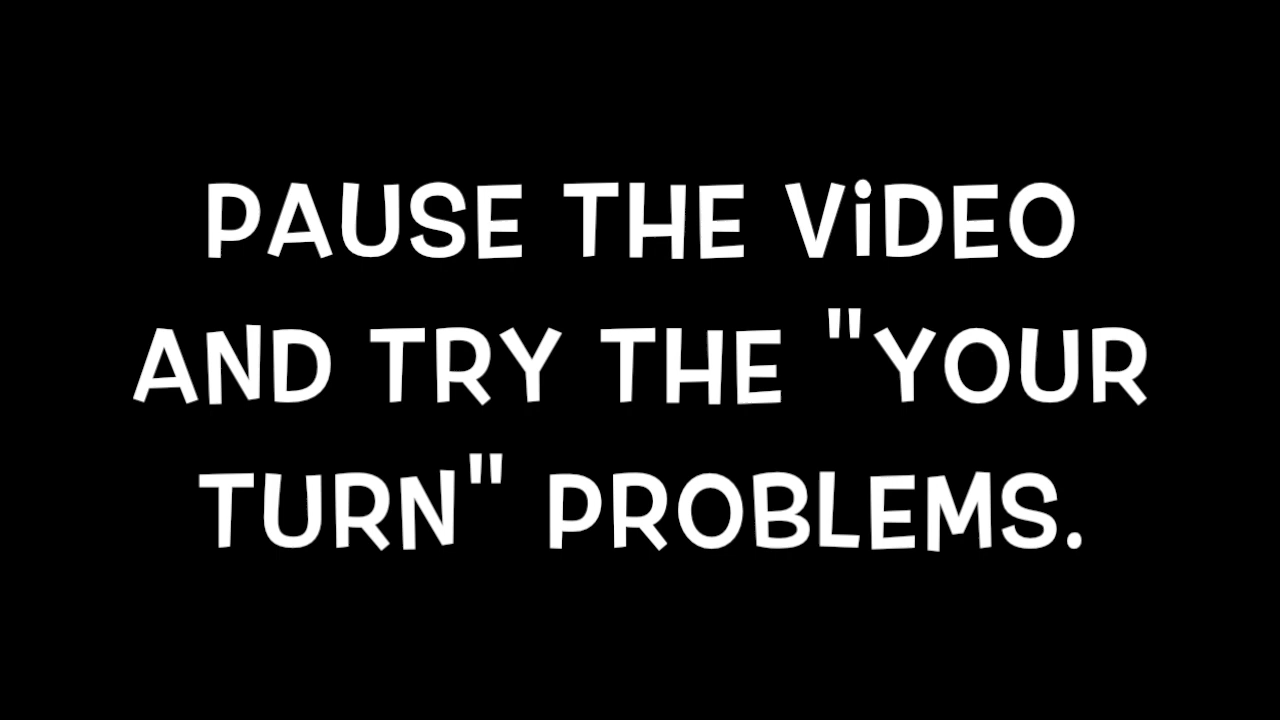 PAUSE THE ViDEO
AND TRY THE "YOUR
TURN" PROBLEMS.